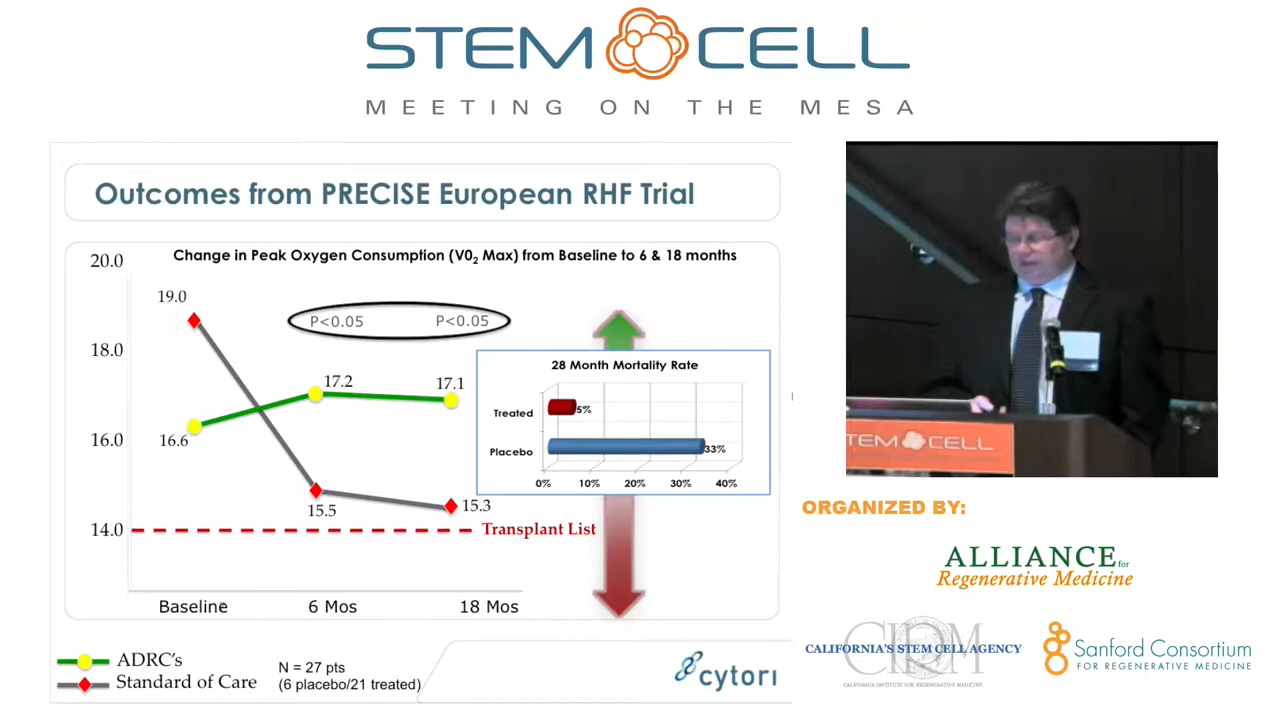 STEM CELL
MEETING ON THE MESA
Outcomes from PRECISE European RHF Trial
Change in Peak Oxygen Consumption (V0₂ Max) from Baseline to 6 & 18 months
20.0
18.0
16.0
14.0
19.0
P<0.05 P<0.05
17.2
17.1
16.6
15.5
15.3
Transplant List
28 Month Mortality Rate
Treated
5%
Placebo
33%
0% 10% 20% 30% 40%
Baseline 6 Mos 18 Mos
ADRC's
Standard of Care
N = 27 pts
(6 placebo/21 treated)
cytori
STEM CELL
ORGANIZED BY:
ALLIANCE for
Regenerative Medicine
CIRM
CALIFORNIA'S STEM CELL AGENCY
CALIFORNIA INSTITUTE FOR REGENERATIVE MEDICINE
Sanford Consortium
FOR REGENERATIVE MEDICINE